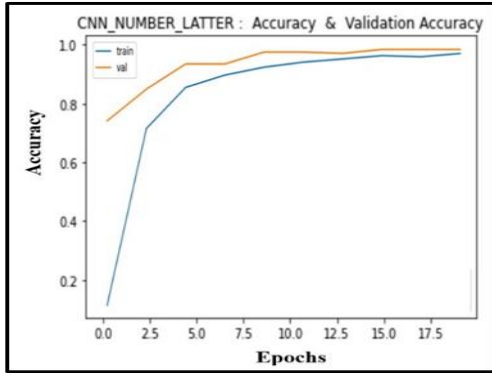 CNN_NUMBER_LATTER : Accuracy & Validation Accuracy
1.0
train
val
0.8
Accuracy
0.6
0.4
0.2
0.0 2.5 5.0 7.5 10.0 12.5 15.0 17.5
Epochs